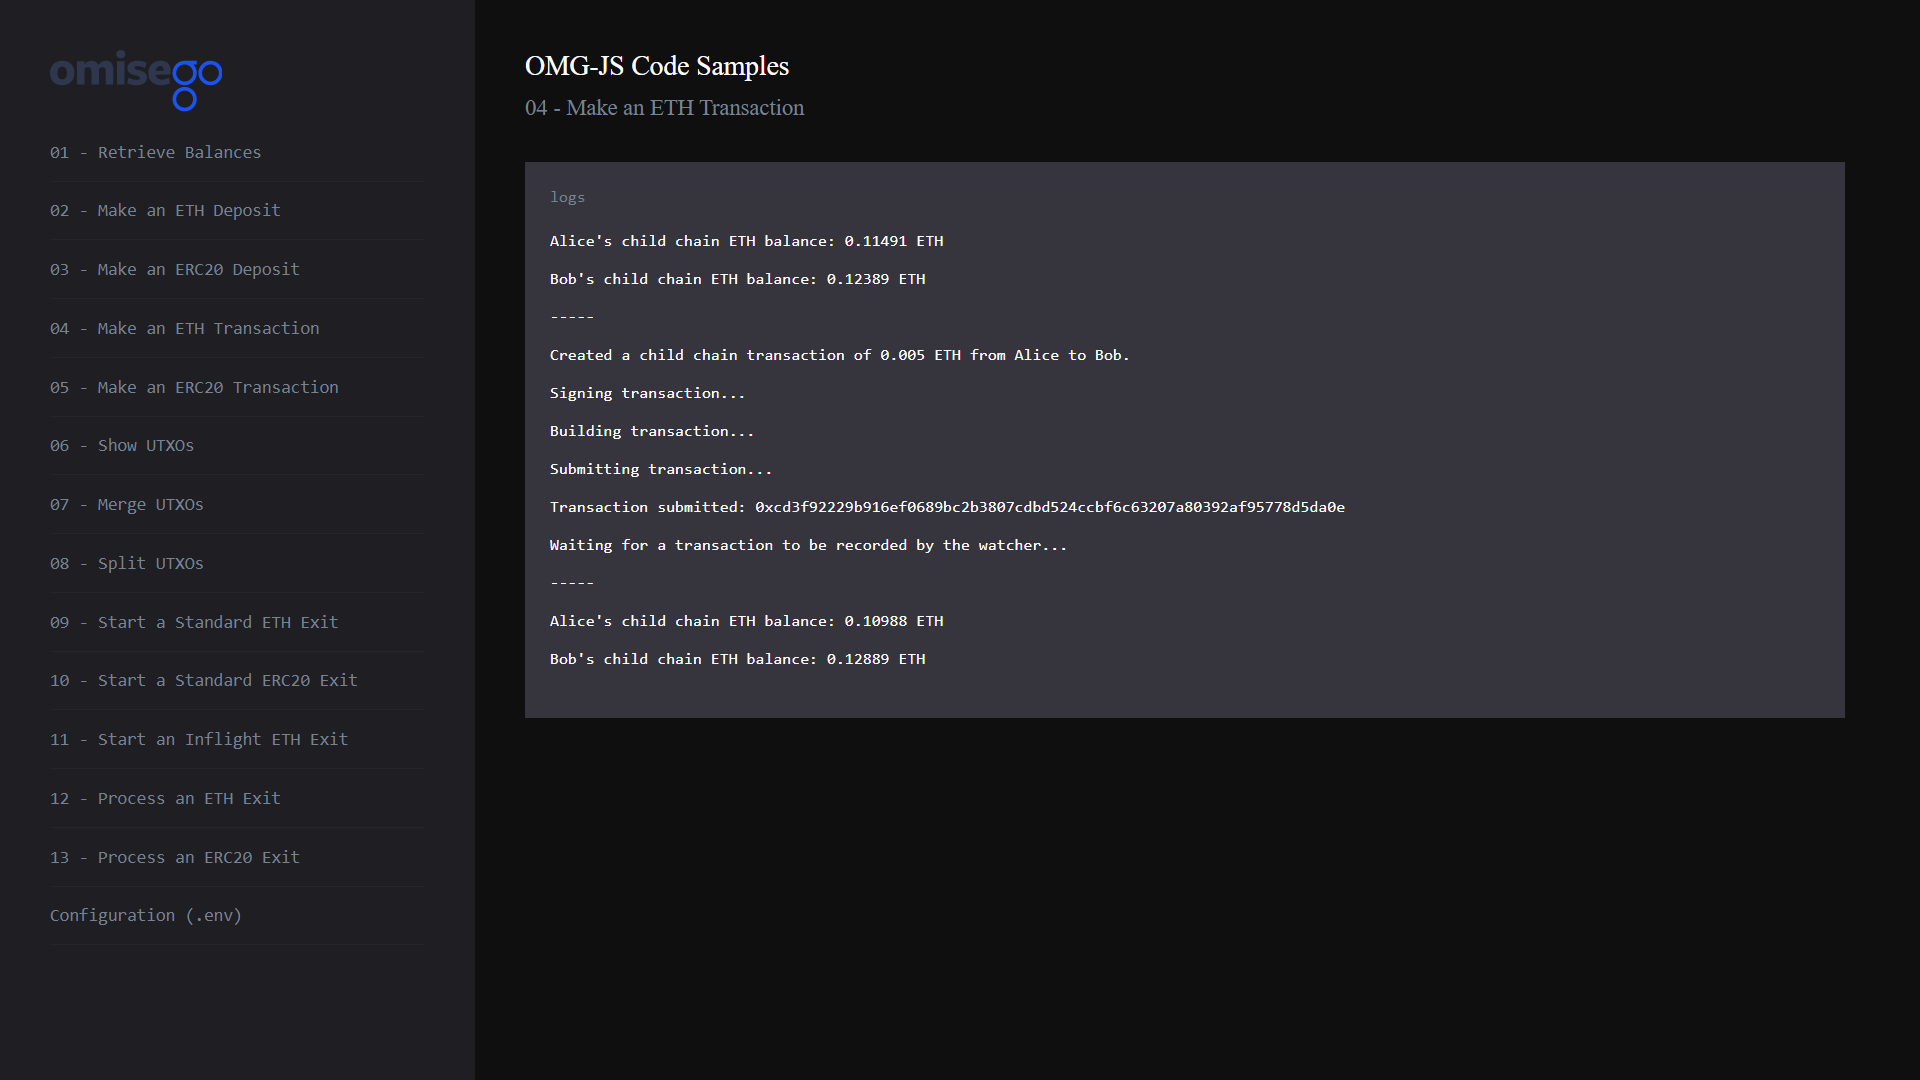 omisego
01 - Retrieve Balances
02 - Make an ETH Deposit
03 - Make an ERC20 Deposit
04 - Make an ETH Transaction
05 - Make an ERC20 Transaction
06 - Show UTXOs
07 - Merge UTXOs
08 - Split UTXOs
09 - Start a Standard ETH Exit
10 - Start a Standard ERC20 Exit
11 - Start an Inflight ETH Exit
12 - Process an ETH Exit
13 - Process an ERC20 Exit
Configuration (.env)
OMG-JS Code Samples
04 - Make an ETH Transaction
logs
Alice's child chain ETH balance: 0.11491 ETH
Bob's child chain ETH balance: 0.12389 ETH
-----
Created a child chain transaction of 0.005 ETH from Alice to Bob.
Signing transaction...
Building transaction...
Submitting transaction...
Transaction submitted: 0xcd3f92229b916ef0689bc2b3807cdbd524ccbf6c63207a80392af95778d5da0e
Waiting for a transaction to be recorded by the watcher...
-----
Alice's child chain ETH balance: 0.10988 ETH
Bob's child chain ETH balance: 0.12889 ETH